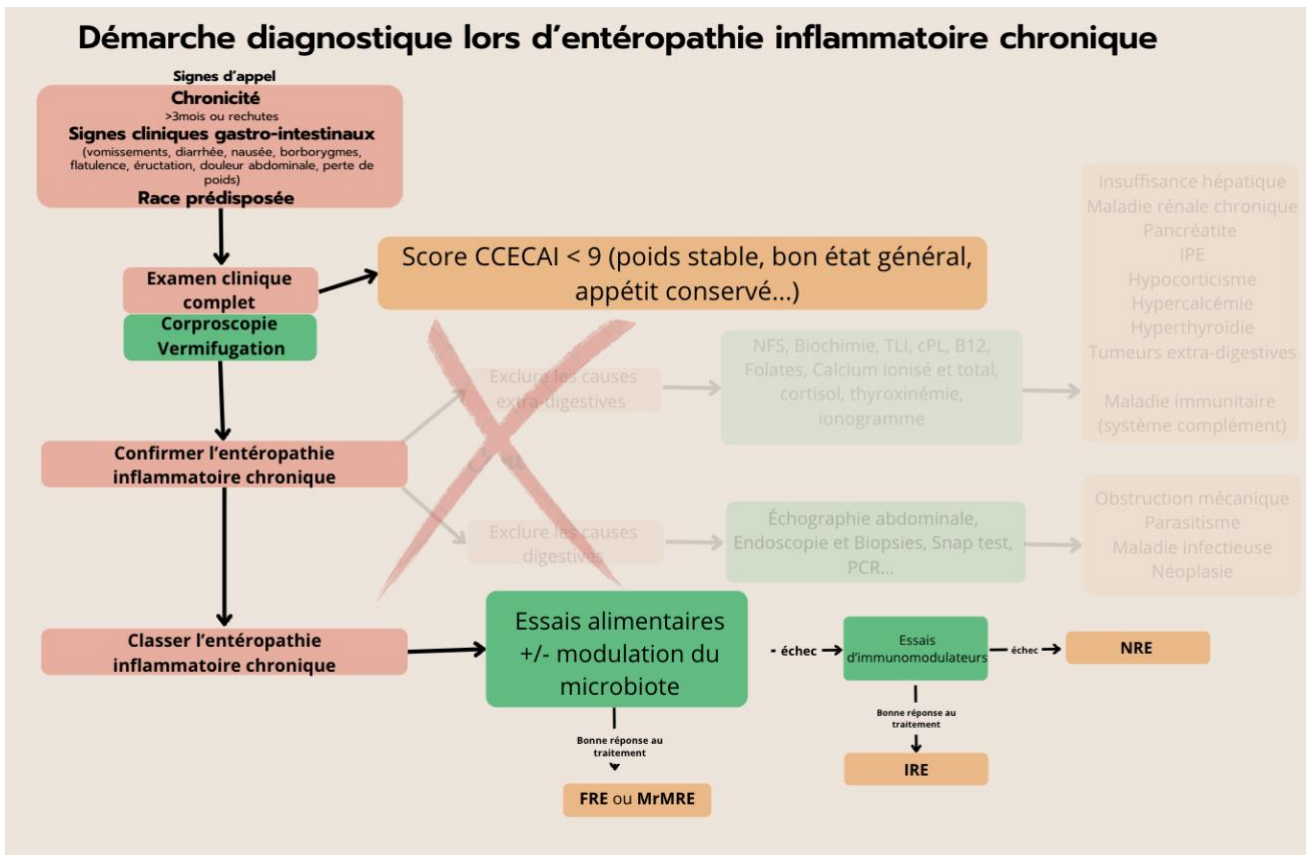 Démarche diagnostique lors d'entéropathie inflammatoire chronique
Signes d'appel
Chronicité
>3mois ou rechutes
Signes cliniques gastro-intestinaux
(vomissements, diarrhée, nausée, borborygmes,
flatulence, éructation, douleur abdominale, perte de
poids)
Race prédisposée
Examen clinique
complet
Corproscopie
Vermifugation
Score CCECAI < 9 (poids stable, bon état général,
appétit conservé...)
Exclure les causes
extra-digestives
NFS, Biochimie, TLI, cPL, B12,
Folates, Calcium ionisé et total,
cortisol, thyroxinémie,
ionogramme
Insuffisance hépatique
Maladie rénale chronique
Pancréatite
IPE
Hypocorticisme
Hypercalcémie
Hyperthyroïdie
Tumeurs extra-digestives
Maladie immunitaire
(système complément)
Confirmer l'entéropathie
inflammatoire chronique
Exclure les causes
digestives
Échographie abdominale,
Endoscopie et Biopsies, Snap test,
PCR...
Obstruction mécanique
Parasitisme
Maladie infectieuse
Néoplasie
Classer l'entéropathie
inflammatoire chronique
Essais alimentaires
+/- modulation du
microbiote
- échec
Essais
d'immunomodulateurs
échec
NRE
Bonne réponse au
traitement
FRE ou MrMRE
Bonne réponse au
traitement
IRE